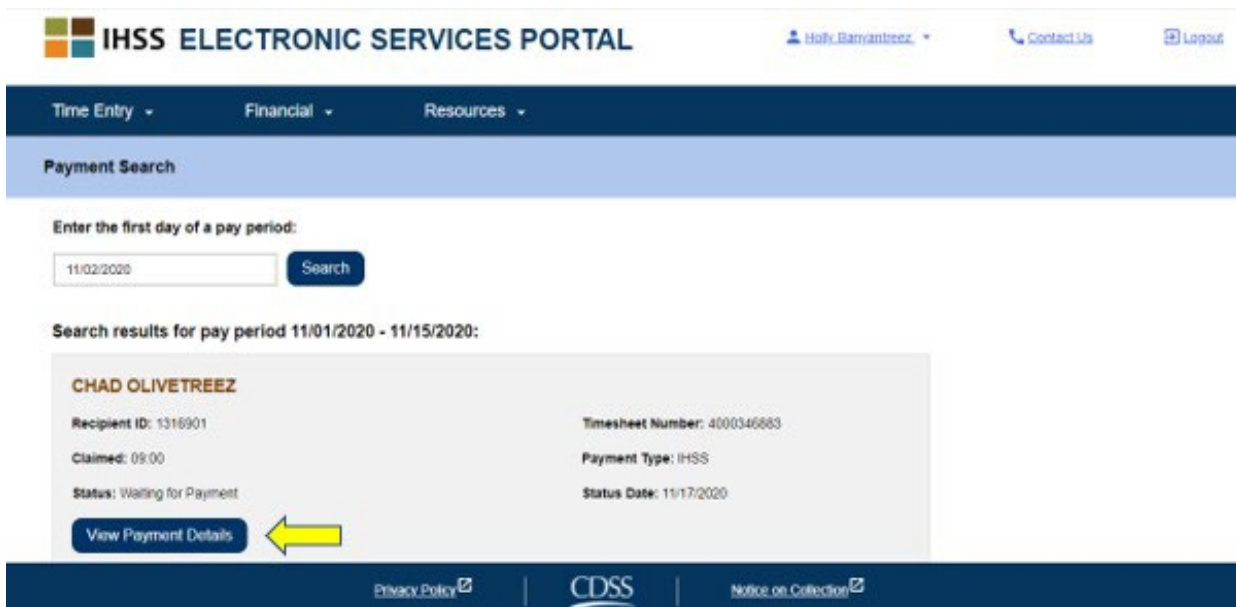 IHSS ELECTRONIC SERVICES PORTAL
Holly Banyantreez
Contact Us
Logout
Time Entry
Financial
Resources
Payment Search
Enter the first day of a pay period:
11/02/2020
Search
Search results for pay period 11/01/2020 - 11/15/2020:
CHAD OLIVETREEZ
Recipient ID: 1316901
Timesheet Number: 4000346883
Claimed: 09:00
Payment Type: IHSS
Status: Waiting for Payment
Status Date: 11/17/2020
View Payment Details
Privacy Policy
CDSS
Notice on Collection